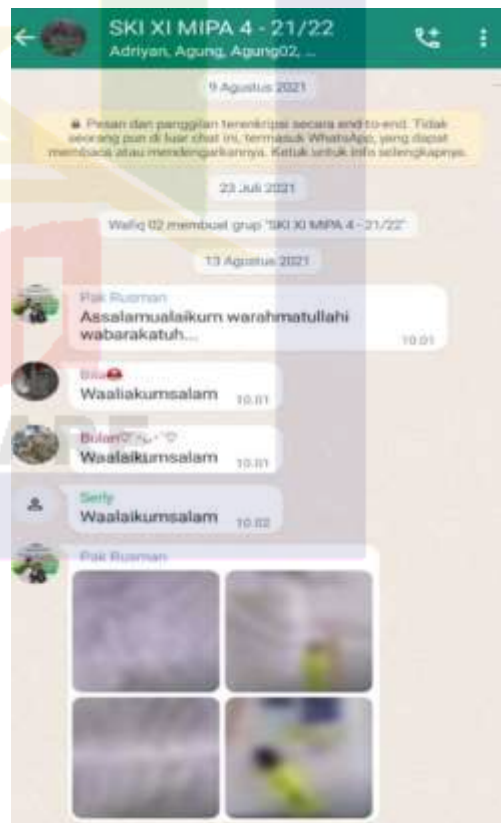 SKI XI MIPA 4 - 21/22
Adriyan, Agung, Agung02, ...
9 Agustus 2021
Pesan dan panggilan terenkripsi secara end-to-end. Tidak
seorang pun di luar chat ini, termasuk WhatsApp, yang dapat
membaca atau mendengarkannya. Ketuk untuk info selengkapnya.
23 Juli 2021
Wafiq 02 membuat grup "SKI XI MIPA 4 - 21/22"
13 Agustus 2021
Pak Rusman
Assalamualaikum warahmatullahi
wabarakatuh...
10.01
Bila
Waaliakumsalam 10.01
Bulan
Waalaikumsalam 10.01
Serly
Waalaikumsalam 10.02
Pak Rusman